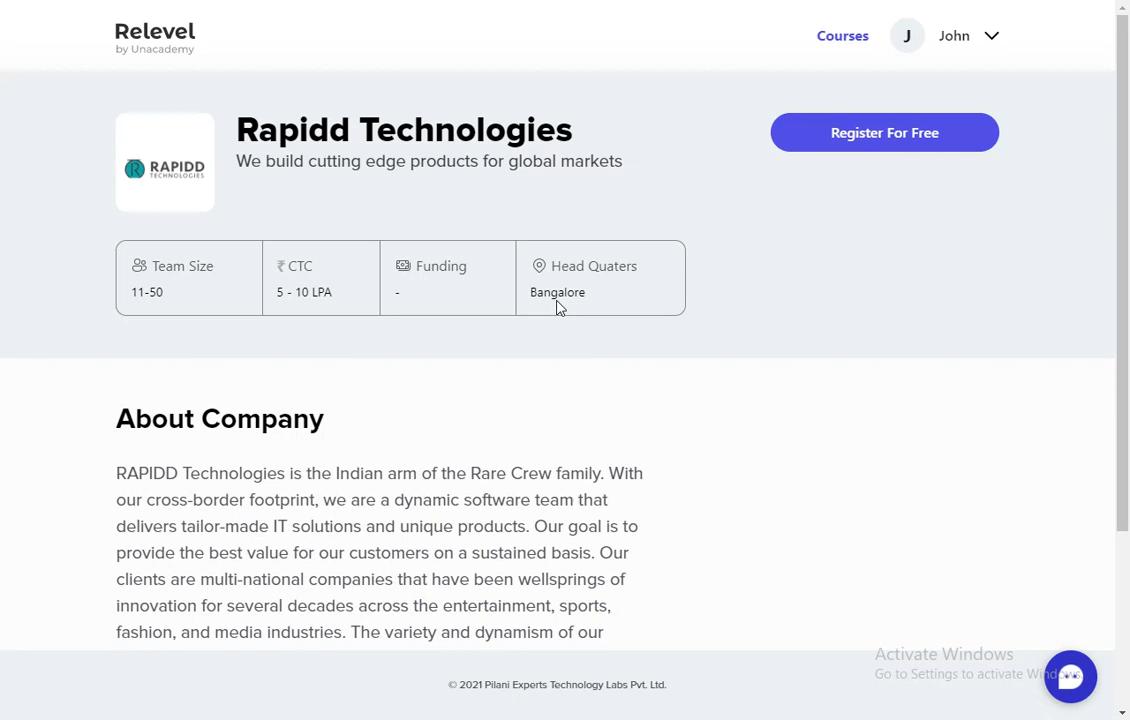 Relevel
by Unacademy
Courses
J
John
Rapidd Technologies
We build cutting edge products for global markets
Register For Free
RAPIDD
TECHNOLOGIES
Team Size
11-50
₹ CTC
5 - 10 LPA
Funding
-
Head Quaters
Bangalore
About Company
RAPIDD Technologies is the Indian arm of the Rare Crew family. With
our cross-border footprint, we are a dynamic software team that
delivers tailor-made IT solutions and unique products. Our goal is to
provide the best value for our customers on a sustained basis. Our
clients are multi-national companies that have been wellsprings of
innovation for several decades across the entertainment, sports,
fashion, and media industries. The variety and dynamism of our
Activate Windows
Go to Settings to activate Windows.
© 2021 Pilani Experts Technology Labs Pvt. Ltd.